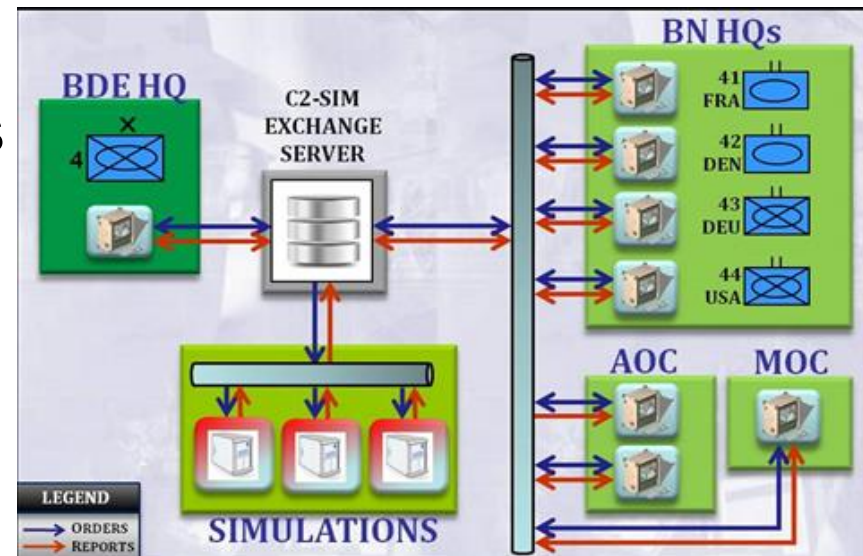 BDE HQ
4
C2-SIM
EXCHANGE
SERVER
BN HQs
41
FRA
42
DEN
43
DEU
44
USA
AOC
MOC
SIMULATIONS
LEGEND
ORDERS
REPORTS